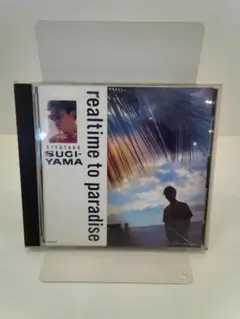 KIYOTAKA
SUGI-
YAMA
realtime to paradise